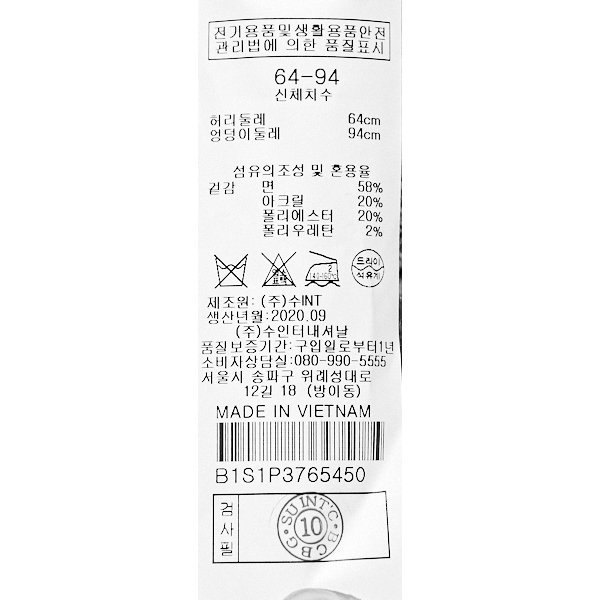 전기용품및생활용품안전
관리법에 의한 품질표시
64-94
신체치수
허리둘레 64cm
엉덩이둘레 94cm
섬유의조성 및 혼용율
겉감 면 58%
아크릴 20%
폴리에스터 20%
폴리우레탄 2%
2
140-160℃
드라이
석유계
제조원: (주)수INT
생산년월:2020.09
(주)수인터내셔날
품질보증기간:구입일로부터1년
소비자상담실:080-990-5555
서울시 송파구 위례성대로
12길 18 (방이동)
MADE IN VIETNAM
B1S1P3765450
검사필
SU INT'C
10
B C B G